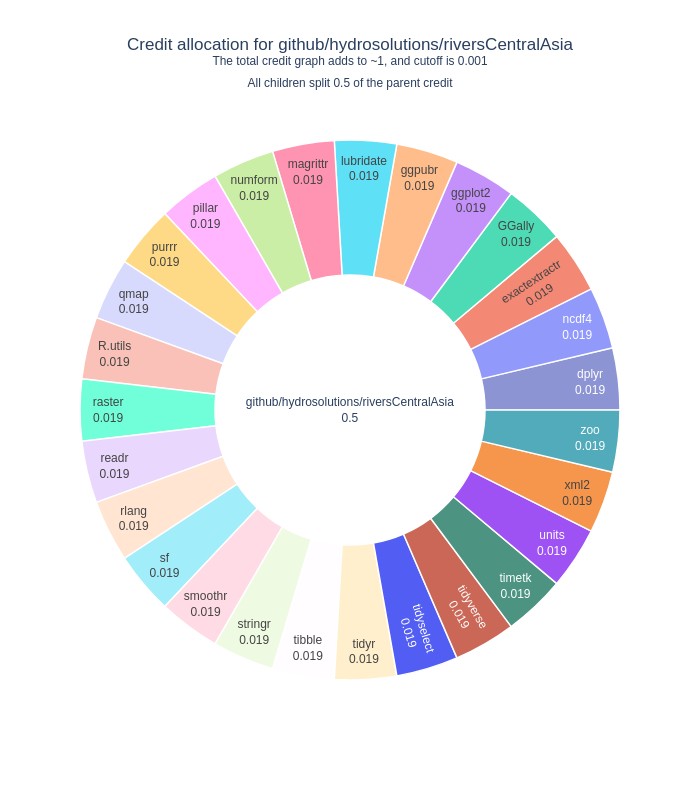 Credit allocation for github/hydrosolutions/riversCentralAsia
The total credit graph adds to ~1, and cutoff is 0.001
All children split 0.5 of the parent credit
github/hydrosolutions/riversCentralAsia
0.5
dplyr
0.019
ncdf4
0.019
exactextractr
0.019
GGally
0.019
ggplot2
0.019
ggpubr
0.019
lubridate
0.019
magrittr
0.019
numform
0.019
pillar
0.019
purrr
0.019
qmap
0.019
R.utils
0.019
raster
0.019
readr
0.019
rlang
0.019
sf
0.019
smoothr
0.019
stringr
0.019
tibble
0.019
tidyr
0.019
tidyselect
0.019
tidyverse
0.019
timetk
0.019
units
0.019
xml2
0.019
zoo
0.019